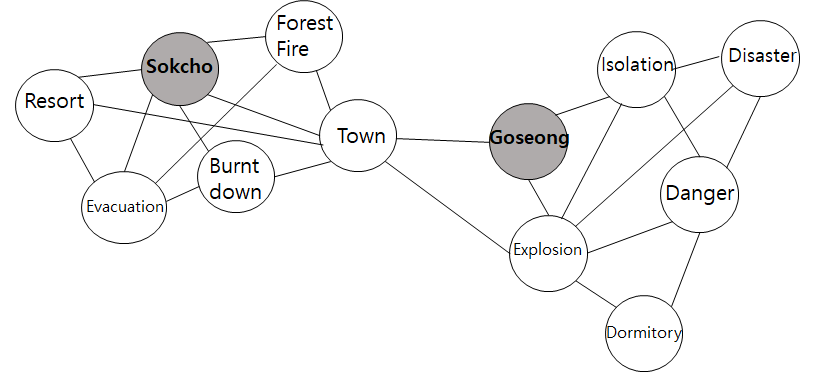 Forest
Fire
Sokcho
Resort
Evacuation
Burnt
down
Town
Goseong
Isolation
Disaster
Danger
Explosion
Dormitory